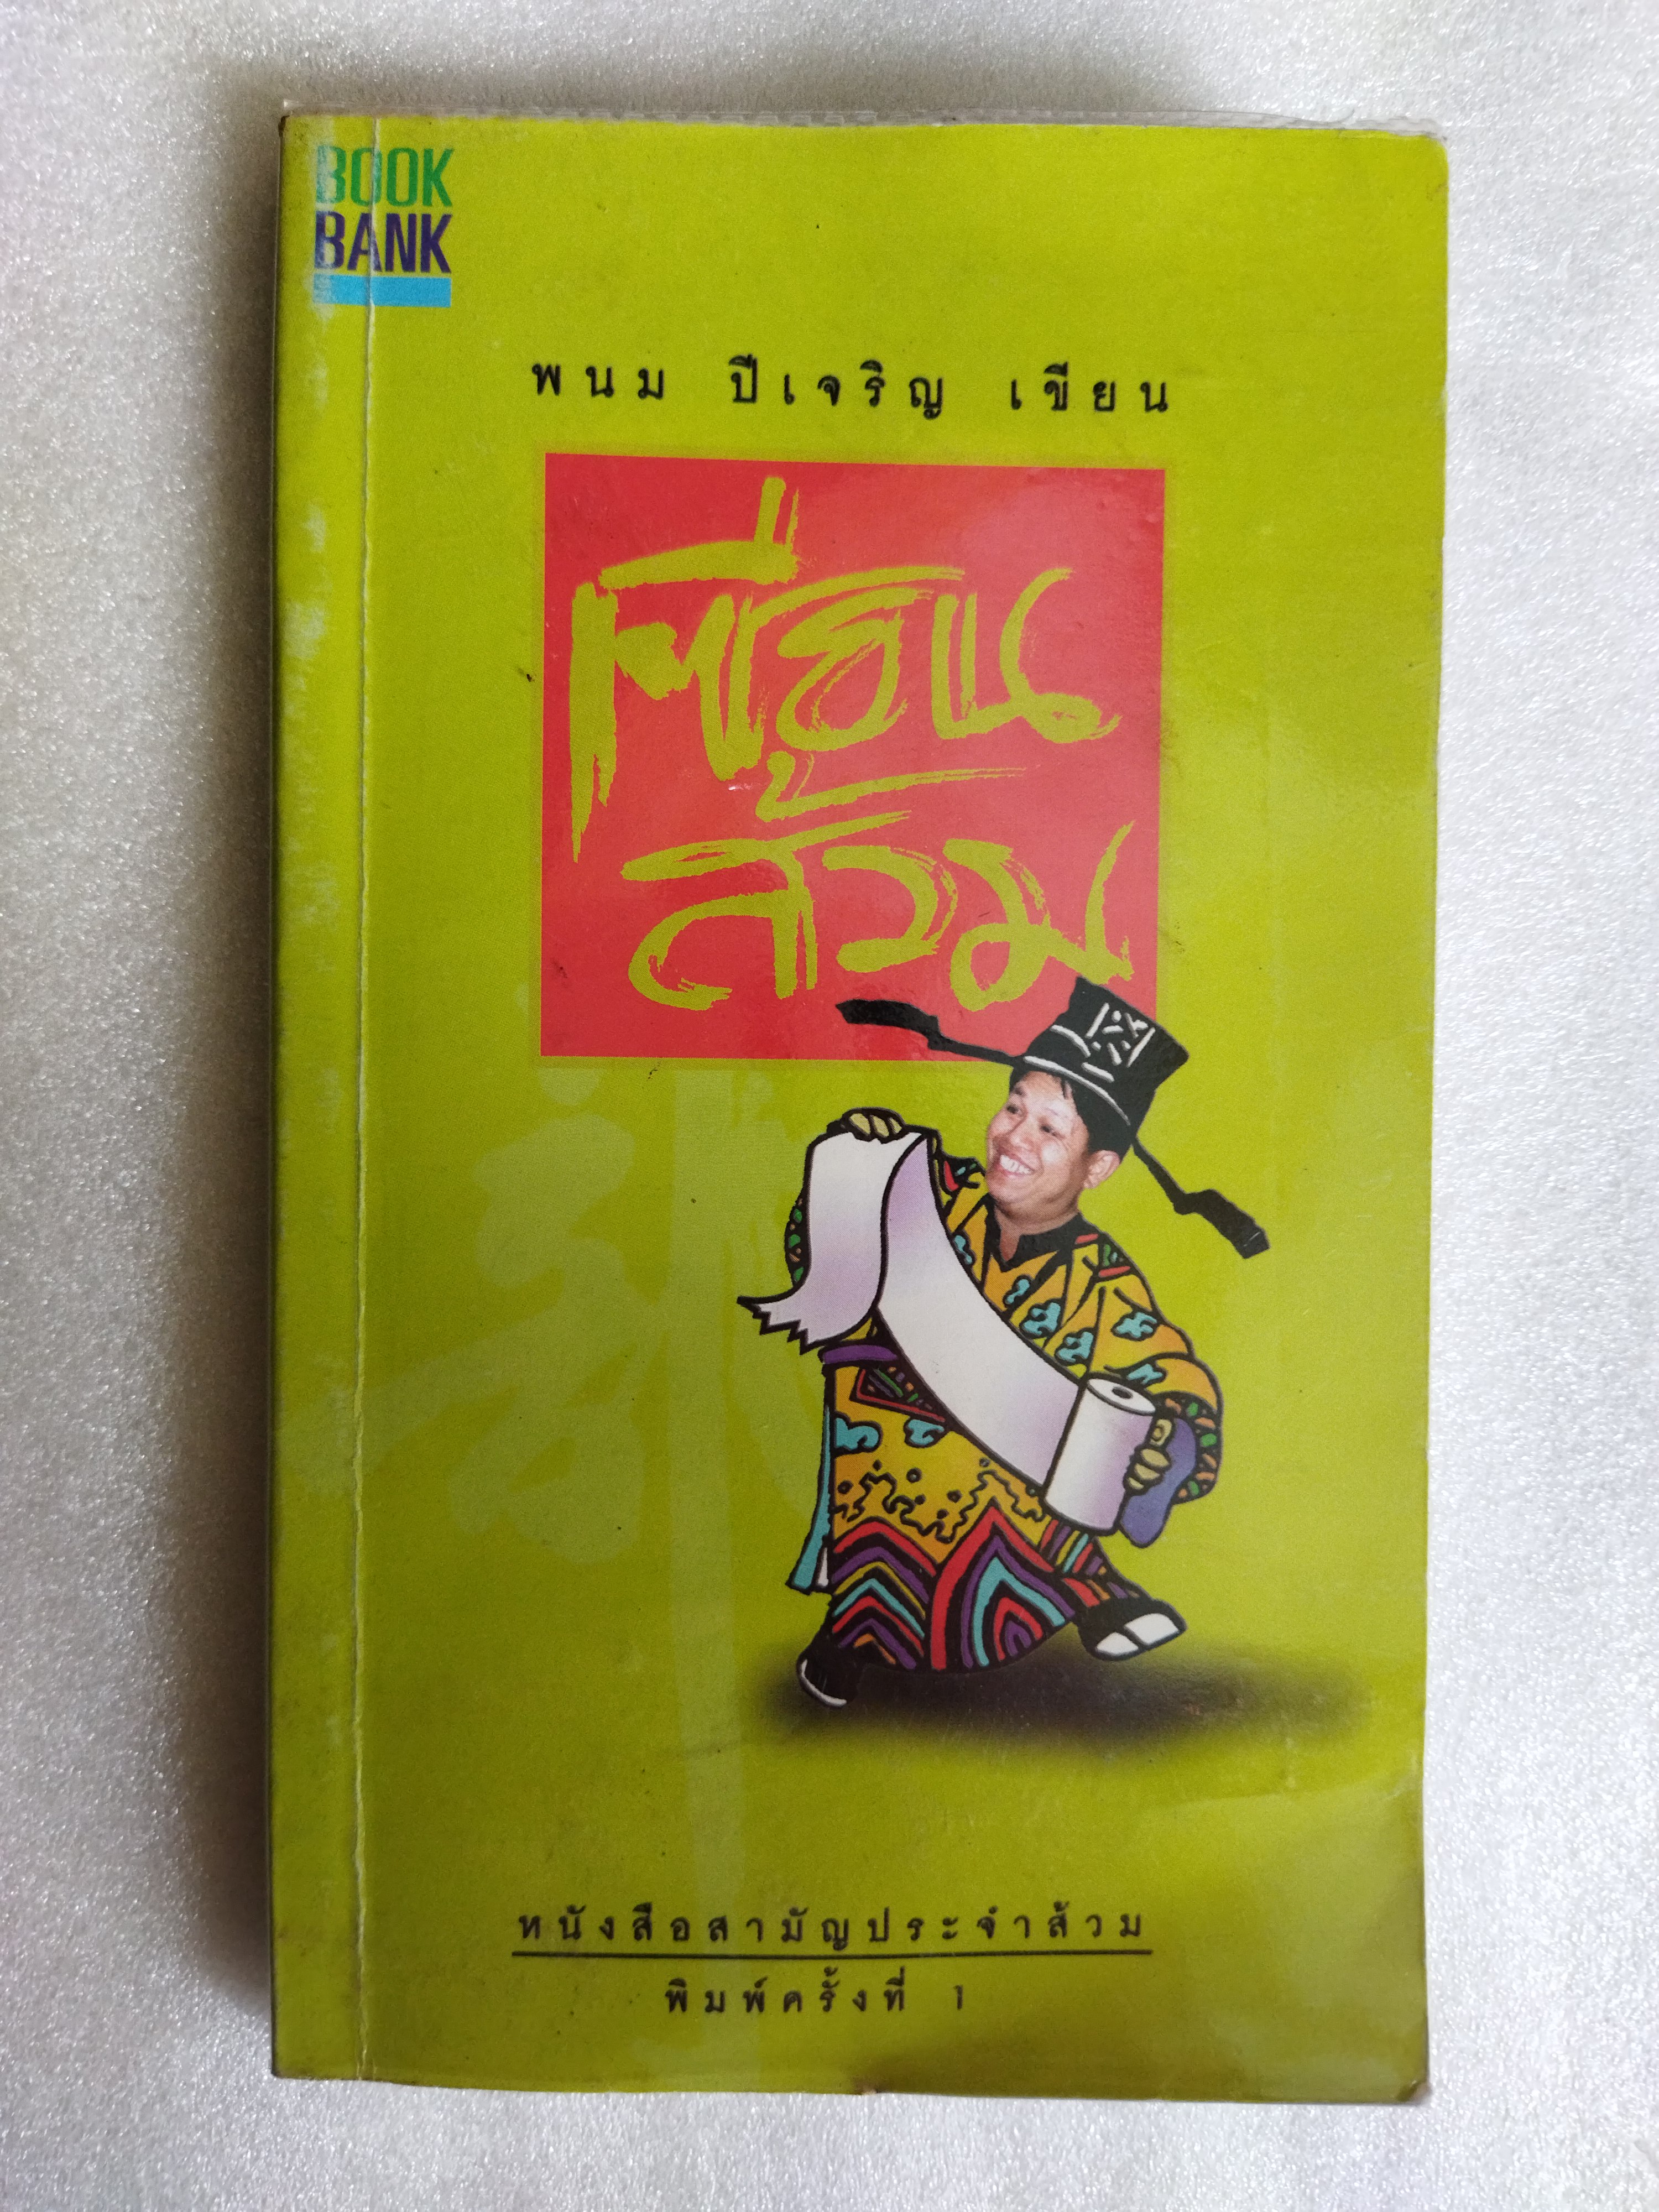 BOOK
BANK
พนม ปีเจริญ เขียน
เซียน
ส้วม
หนังสือสามัญประจำส้วม
พิมพ์ครั้งที่ 1